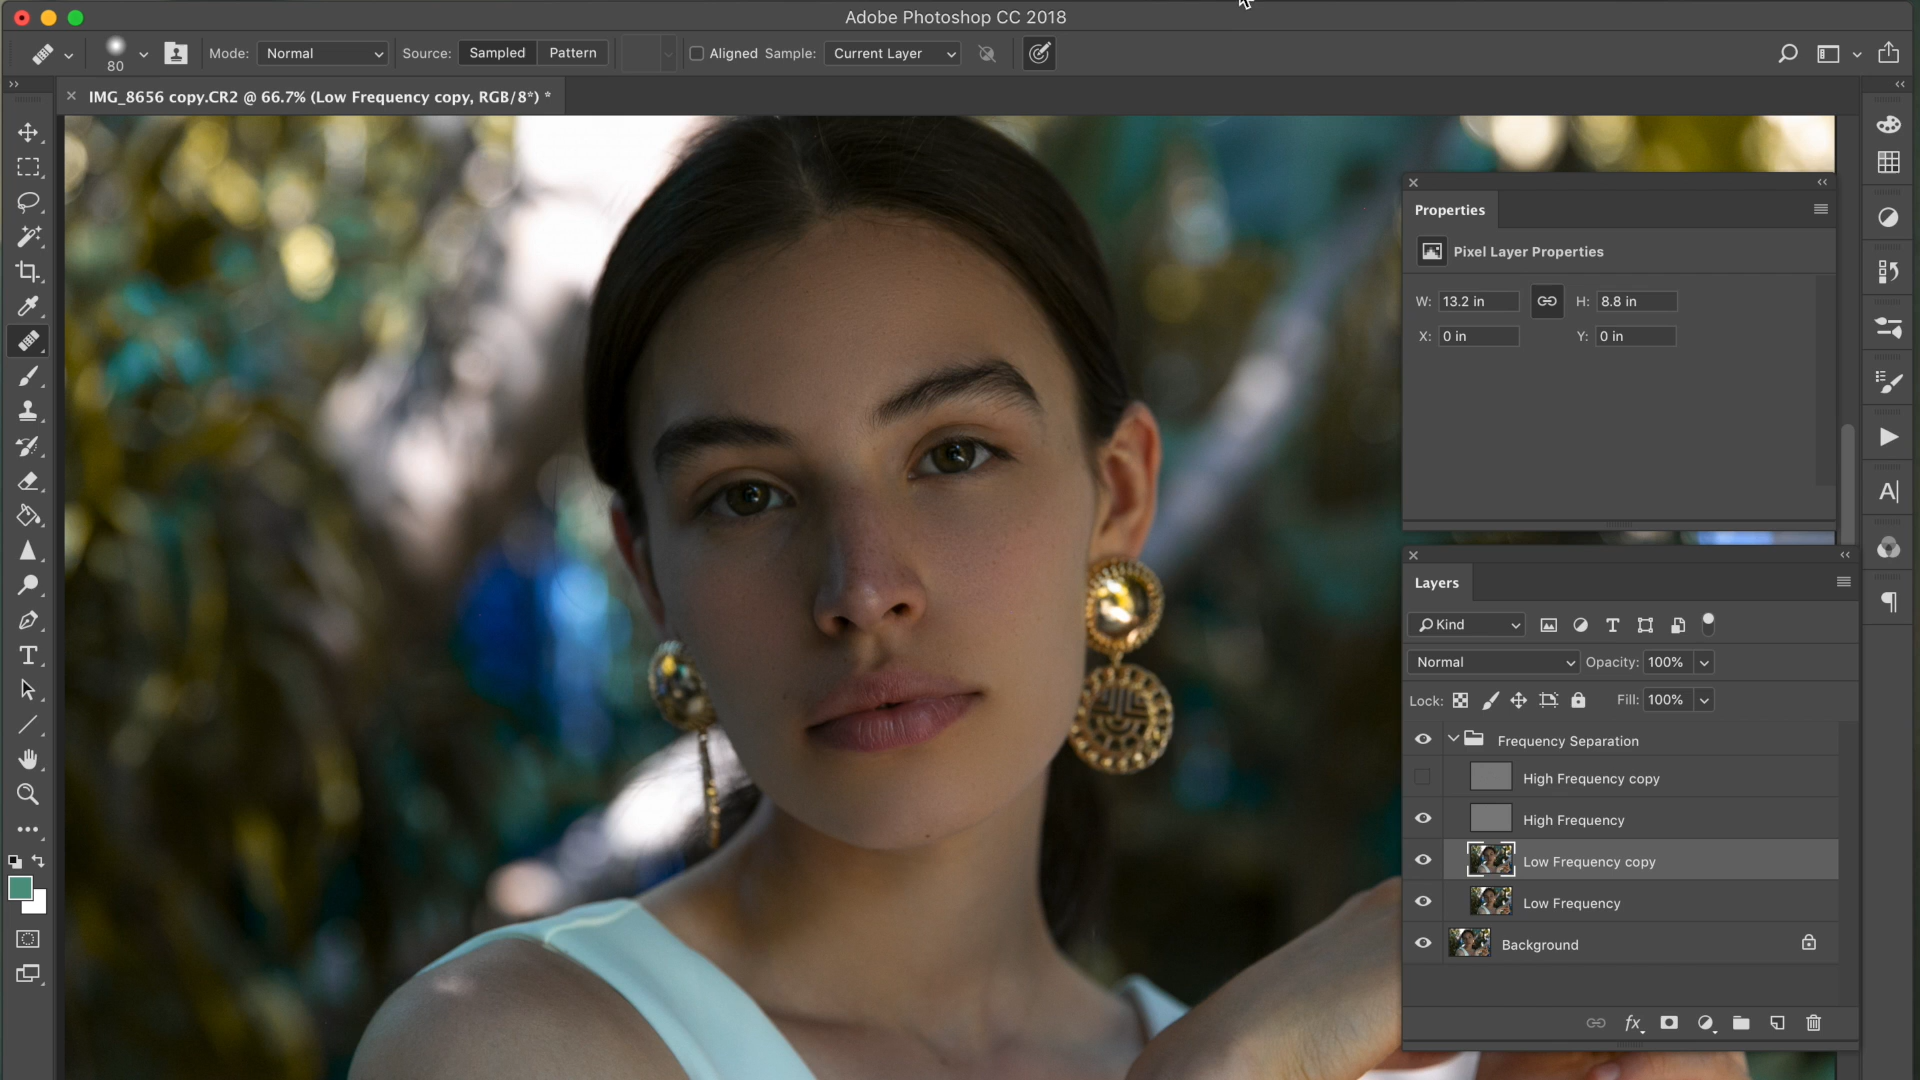 Adobe Photoshop CC 2018
80
Mode: Normal
Source: Sampled Pattern
Aligned Sample: Current Layer
IMG_8656 copy.CR2 @ 66.7% (Low Frequency copy, RGB/8*) *
Properties
Pixel Layer Properties
W: 13.2 in H: 8.8 in
X: 0 in Y: 0 in
Layers
Kind
Normal Opacity: 100%
Lock: Fill: 100%
Frequency Separation
High Frequency copy
High Frequency
Low Frequency copy
Low Frequency
Background
fx